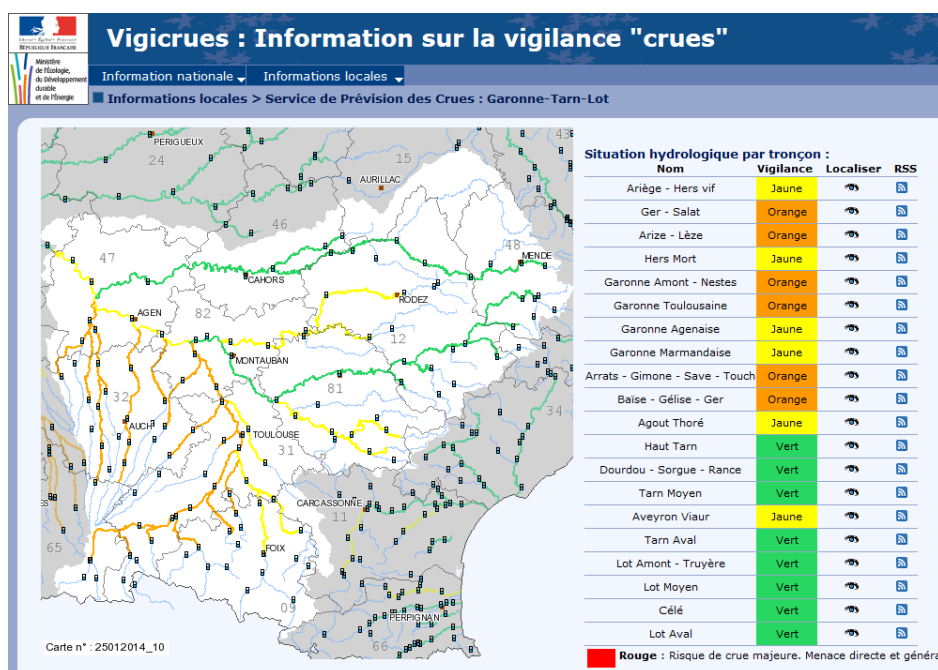 Liberté • Égalité • Fraternité
RÉPUBLIQUE FRANÇAISE
Ministère
de l'Écologie,
du Développement
durable
et de l'Énergie
Vigicrues : Information sur la vigilance "crues"
Information nationale
Informations locales
Informations locales > Service de Prévision des Crues : Garonne-Tarn-Lot
PERIGUEUX
24
15
43
AURILLAC
46
48
MENDE
47
CAHORS
RODEZ
AGEN
82
12
MONTAUBAN
81
32
AUCH
34
TOULOUSE
31
CARCASSONNE
11
ES
65
FOIX
09
PERPIGNAN
66
Carte n° : 25012014_10
Situation hydrologique par tronçon :
Nom Vigilance Localiser RSS
Ariège - Hers vif Jaune
Ger - Salat Orange
Arize - Lèze Orange
Hers Mort Jaune
Garonne Amont - Nestes Orange
Garonne Toulousaine Orange
Garonne Agenaise Jaune
Garonne Marmandaise Jaune
Arrats - Gimone - Save - Touch Orange
Baïse - Gélise - Ger Orange
Agout Thoré Jaune
Haut Tarn Vert
Dourdou - Sorgue - Rance Vert
Tarn Moyen Vert
Aveyron Viaur Jaune
Tarn Aval Vert
Lot Amont - Truyère Vert
Lot Moyen Vert
Célé Vert
Lot Aval Vert
Rouge : Risque de crue majeure. Menace directe et généra